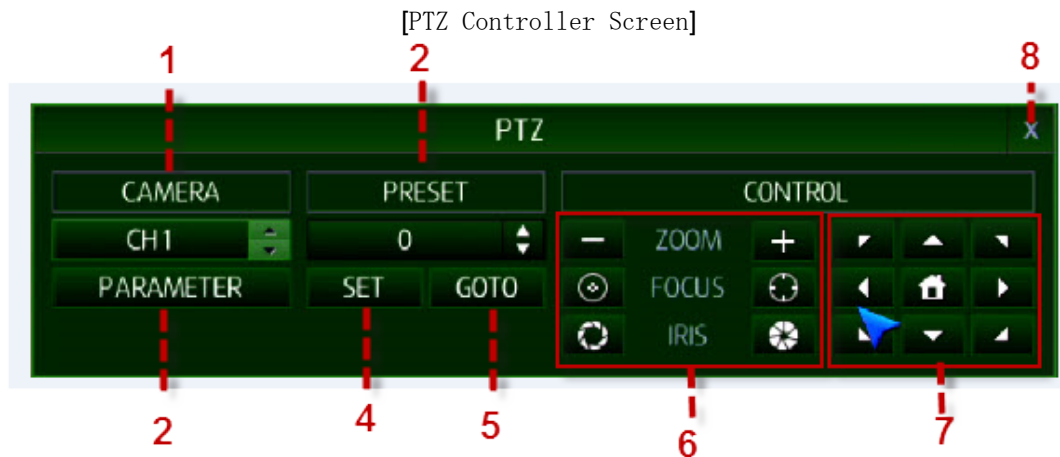 [PTZ Controller Screen]
1 2 8
PTZ X
CAMERA PRESET CONTROL
CH1 0 ZOOM
PARAMETER SET GOTO FOCUS
IRIS
2 4 5 6 7